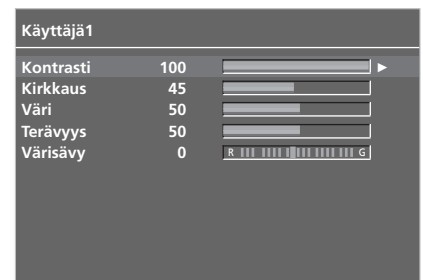 Käyttäjä1
Kontrasti 100
Kirkkaus 45
Väri 50
Terävyys 50
Värisävy 0 R G